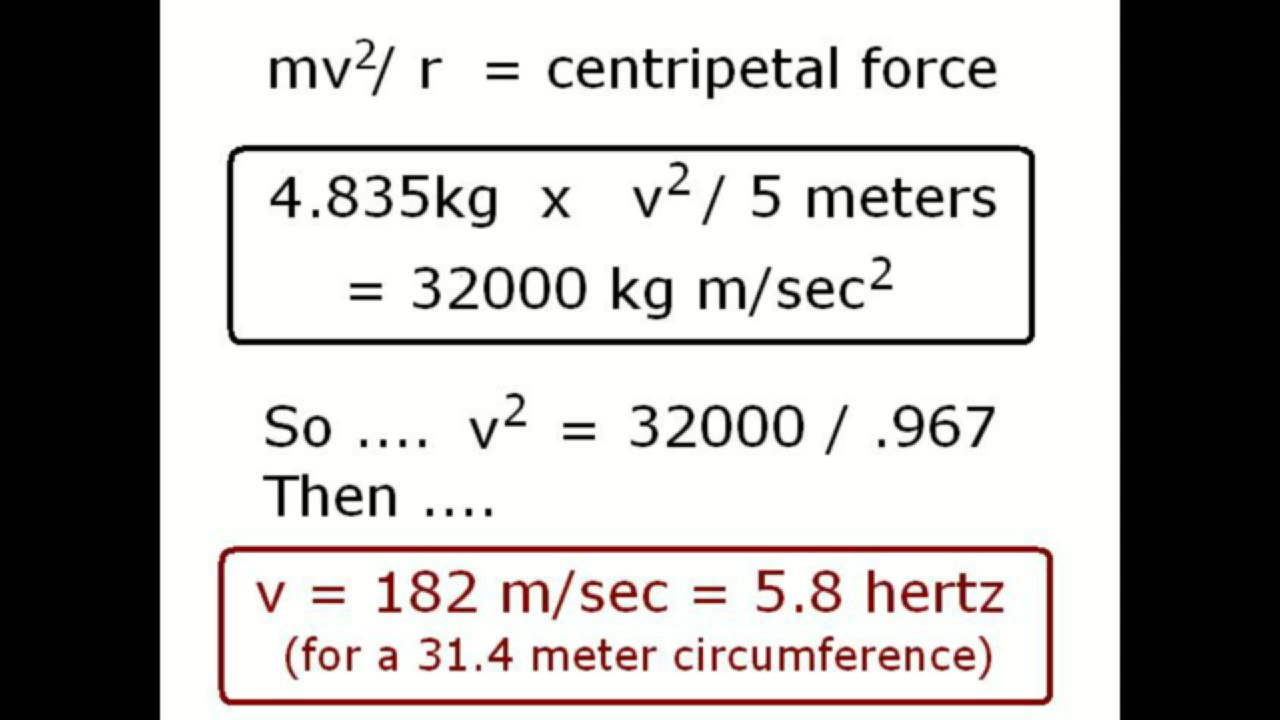 mv²/ r = centripetal force
4.835kg x v² / 5 meters
= 32000 kg m/sec²
So .... v² = 32000 / .967
Then ....
v = 182 m/sec = 5.8 hertz
(for a 31.4 meter circumference)